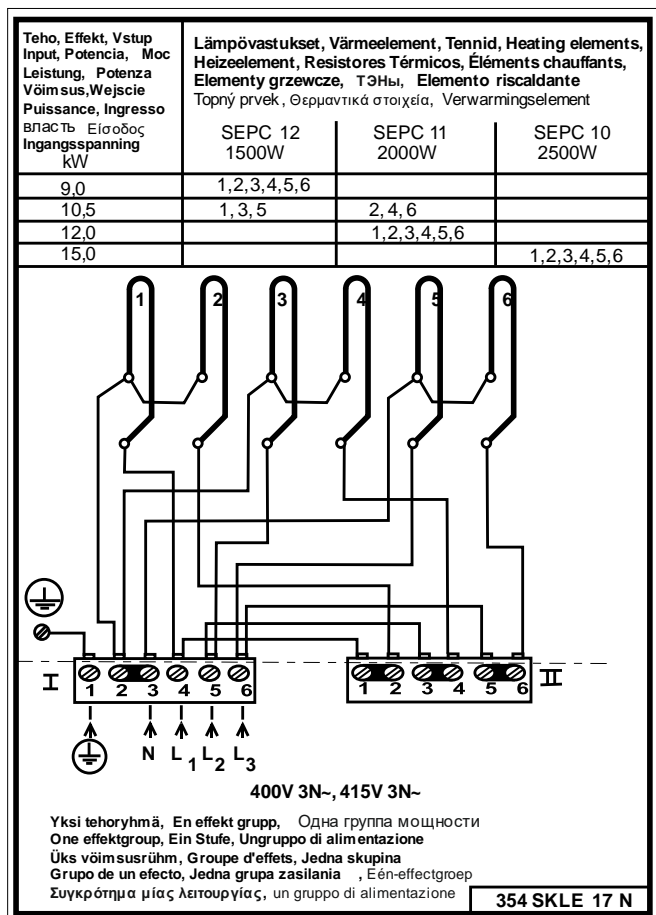 Teho, Effekt, Vstup
Input, Potencia, Moc
Leistung, Potenza
Vöimsus,Wejscie
Puissance, Ingresso
власть Είσοδος
Ingangsspanning
kW
Lämpövastukset, Värmeelement, Tennid, Heating elements,
Heizeelement, Resistores Térmicos, Éléments chauffants,
Elementy grzewcze, ТЭНы, Elemento riscaldante
Topný prvek, Θερμαντικά στοιχεία, Verwarmingselement
SEPC 12 SEPC 11 SEPC 10
1500W 2000W 2500W
9,0 1,2,3,4,5,6
10,5 1, 3, 5 2, 4, 6
12,0 1,2,3,4,5,6
15,0 1,2,3,4,5,6
1 2 3 4 5 6
I 1 2 3 4 5 6 1 2 3 4 5 6 II
N L1 L2 L3
400V 3N~, 415V 3N~
Yksi tehoryhmä, En effekt grupp, Одна группа мощности
One effektgroup, Ein Stufe, Ungruppo di alimentazione
Üks vöimsusrühm, Groupe d'effets, Jedna skupina
Grupo de un efecto, Jedna grupa zasilania , Eén-effectgroep
Συγκρότημα μίας λειτουργίας, un gruppo di alimentazione
354 SKLE 17 N